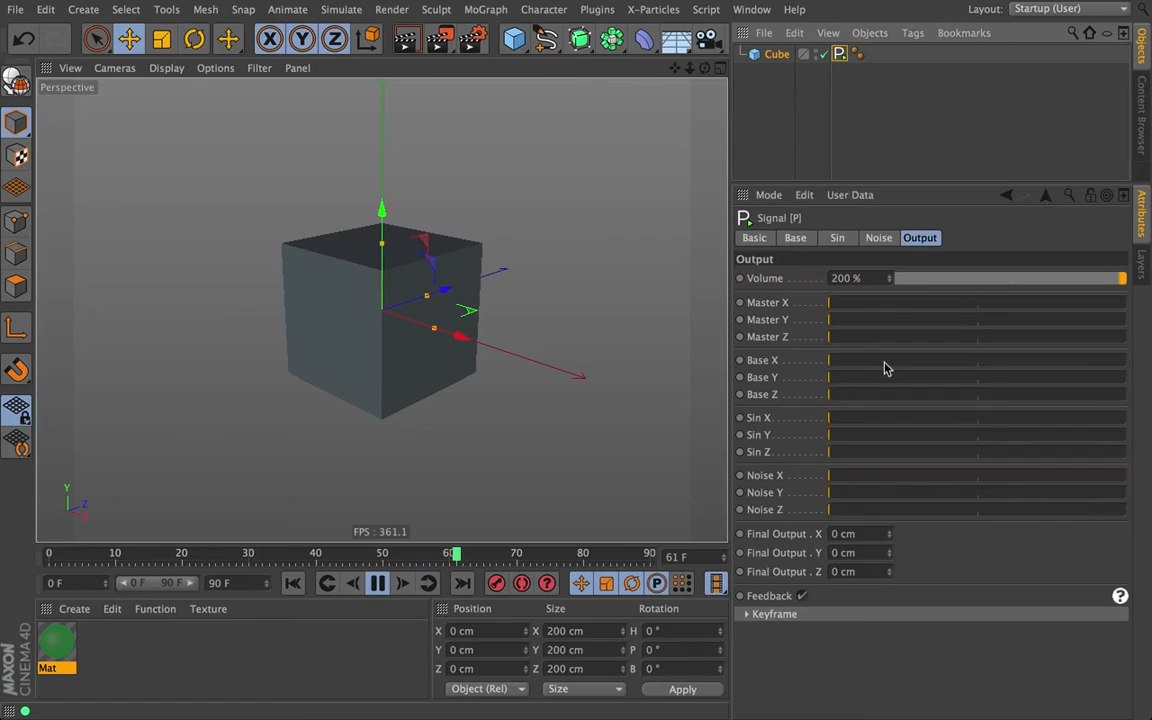 File Edit Create Select Tools Mesh Snap Animate Simulate Render Sculpt MoGraph Character Plugins X-Particles Script Window Help Layout: Startup (User)
X Y Z
File Edit View Objects Tags Bookmarks
Cube P
View Cameras Display Options Filter Panel
Perspective
Objects
Content Browser
Mode Edit User Data
Attributes
Layers
P Signal [P]
Basic Base Sin Noise Output
Output
Volume 200 %
Master X
Master Y
Master Z
Base X
Base Y
Base Z
Sin X
Sin Y
Sin Z
Noise X
Noise Y
Noise Z
Final Output . X 0 cm
Final Output . Y 0 cm
Final Output . Z 0 cm
Feedback
Keyframe
Y
Z
X
FPS : 361.1
0 10 20 30 40 50 60 70 80 90 61 F
0 F 0 F 90 F 90 F
P
Create Edit Function Texture
Mat
Position Size Rotation
X 0 cm X 200 cm H 0 °
Y 0 cm Y 200 cm P 0 °
Z 0 cm Z 200 cm B 0 °
Object (Rel) Size Apply
MAXON
CINEMA 4D